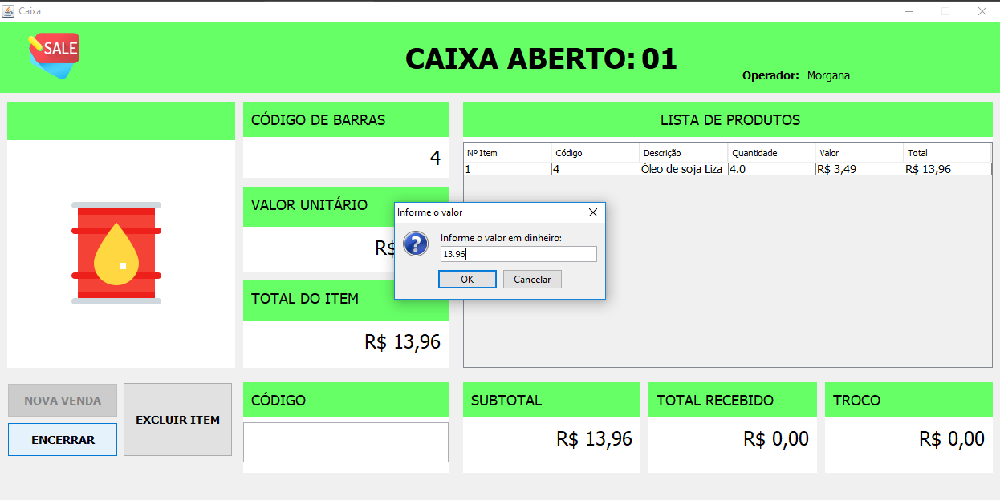 Caixa
SALE
CAIXA ABERTO: 01
Operador: Morgana
CÓDIGO DE BARRAS
4
VALOR UNITÁRIO
R$
TOTAL DO ITEM
R$ 13,96
LISTA DE PRODUTOS
Nº Item Código Descrição Quantidade Valor Total
1 4 Óleo de soja Liza 4.0 R$ 3,49 R$ 13,96
Informe o valor
Informe o valor em dinheiro:
13.96
OK Cancelar
NOVA VENDA
ENCERRAR
EXCLUIR ITEM
CÓDIGO
SUBTOTAL
R$ 13,96
TOTAL RECEBIDO
R$ 0,00
TROCO
R$ 0,00